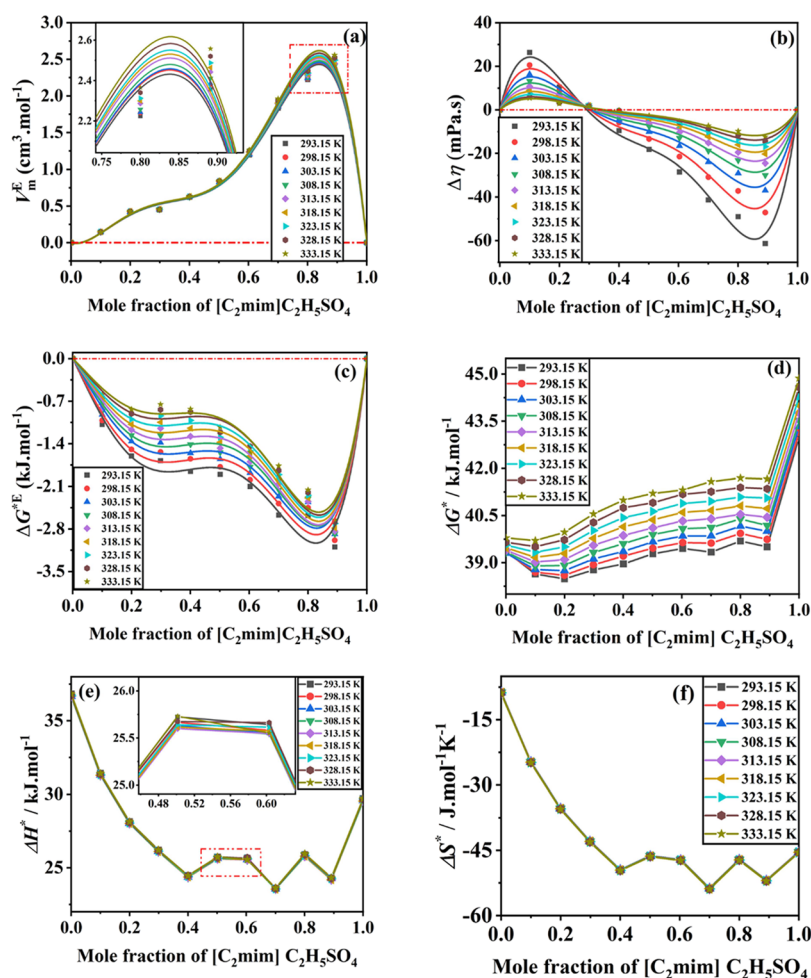 (a)
3.0
2.5
2.0
1.5
1.0
0.5
0.0
V_m^E (cm³.mol⁻¹)
2.6
2.4
2.2
0.75 0.80 0.85 0.90
293.15 K
298.15 K
303.15 K
308.15 K
313.15 K
318.15 K
323.15 K
328.15 K
333.15 K
0.0 0.2 0.4 0.6 0.8 1.0
Mole fraction of [C₂mim]C₂H₅SO₄
(b)
40
20
0
-20
-40
-60
Δη (mPa.s)
293.15 K
298.15 K
303.15 K
308.15 K
313.15 K
318.15 K
323.15 K
328.15 K
333.15 K
0.0 0.2 0.4 0.6 0.8 1.0
Mole fraction of [C₂mim]C₂H₅SO₄
(c)
0.0
-0.7
-1.4
-2.1
-2.8
-3.5
ΔG*ᴱ (kJ.mol⁻¹)
293.15 K
298.15 K
303.15 K
308.15 K
313.15 K
318.15 K
323.15 K
328.15 K
333.15 K
0.0 0.2 0.4 0.6 0.8 1.0
Mole fraction of [C₂mim]C₂H₅SO₄
(d)
45.0
43.5
42.0
40.5
39.0
ΔG* / kJ.mol⁻¹
293.15 K
298.15 K
303.15 K
308.15 K
313.15 K
318.15 K
323.15 K
328.15 K
333.15 K
0.0 0.2 0.4 0.6 0.8 1.0
Mole fraction of [C₂mim] C₂H₅SO₄
(e)
35
30
25
ΔH* / kJ.mol⁻¹
26.0
25.5
25.0
0.48 0.52 0.56 0.60
293.15 K
298.15 K
303.15 K
308.15 K
313.15 K
318.15 K
323.15 K
328.15 K
333.15 K
0.0 0.2 0.4 0.6 0.8 1.0
Mole fraction of [C₂mim] C₂H₅SO₄
(f)
-15
-30
-45
-60
ΔS* / J.mol⁻¹K⁻¹
293.15 K
298.15 K
303.15 K
308.15 K
313.15 K
318.15 K
323.15 K
328.15 K
333.15 K
0.0 0.2 0.4 0.6 0.8 1.0
Mole fraction of [C₂mim] C₂H₅SO₄